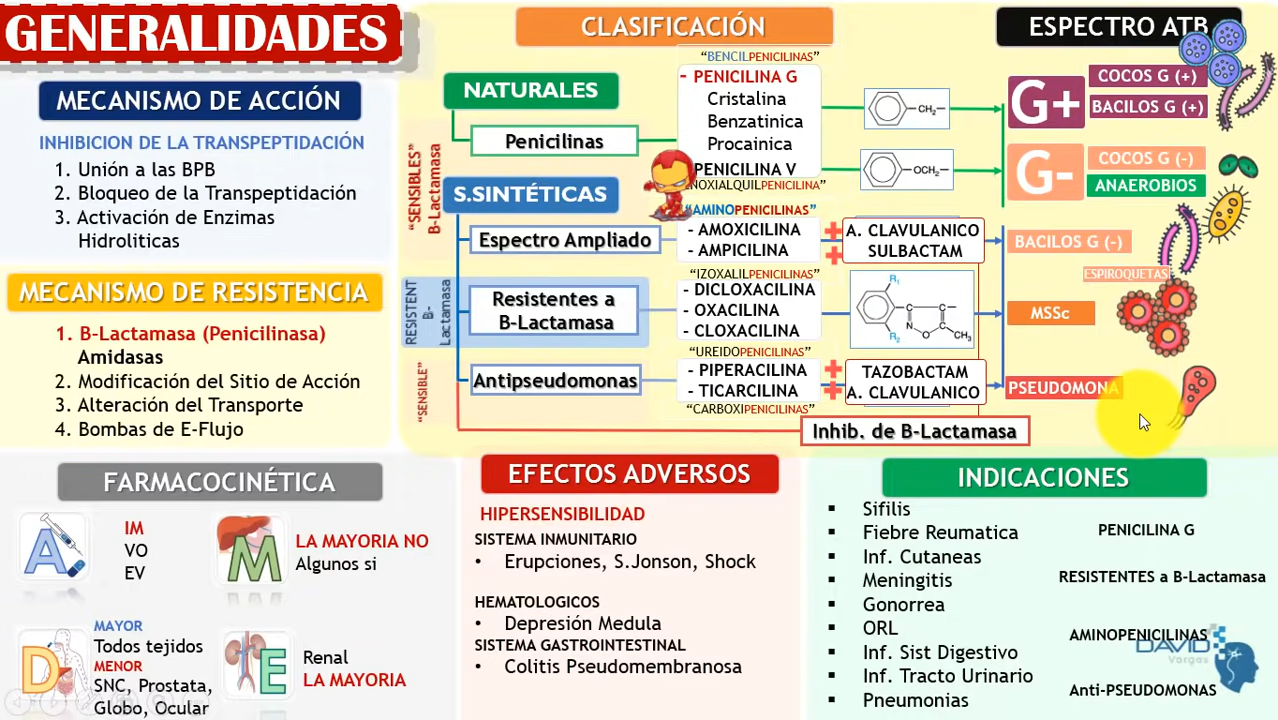 GENERALIDADES
MECANISMO DE ACCIÓN
INHIBICION DE LA TRANSPEPTIDACIÓN
1. Unión a las BPB
2. Bloqueo de la Transpeptidación
3. Activación de Enzimas
Hidroliticas
MECANISMO DE RESISTENCIA
1. B-Lactamasa (Penicilinasa)
Amidasas
2. Modificación del Sitio de Acción
3. Alteración del Transporte
4. Bombas de E-Flujo
CLASIFICACIÓN
"SENSIBLES"
B-Lactamasa
RESISTENT
B-
Lactamasa
"SENSIBLE"
NATURALES
Penicilinas
"BENCILPENICILINAS"
- PENICILINA G
Cristalina
Benzatinica
Procainica
PENICILINA V
NOXIALQUILPENICILINA"
CH2-
OCH2-
S.SINTÉTICAS
Espectro Ampliado
"AMINOPENICILINAS"
- AMOXICILINA
- AMPICILINA
A. CLAVULANICO
SULBACTAM
Resistentes a
B-Lactamasa
"IZOXALILPENICILINAS"
- DICLOXACILINA
- OXACILINA
- CLOXACILINA
R1
C C
N C
O
CH3
R2
Antipseudomonas
"UREIDOPENICILINAS"
- PIPERACILINA
- TICARCILINA
"CARBOXIPENICILINAS"
TAZOBACTAM
A. CLAVULANICO
Inhib. de B-Lactamasa
ESPECTRO ATB
G+
COCOS G (+)
BACILOS G (+)
G-
COCOS G (-)
ANAEROBIOS
BACILOS G (-)
ESPIROQUETAS
MSSc
PSEUDOMONA
FARMACOCINÉTICA
A
IM
VO
EV
M
LA MAYORIA NO
Algunos si
D
MAYOR
Todos tejidos
MENOR
SNC, Prostata,
Globo, Ocular
E
Renal
LA MAYORIA
EFECTOS ADVERSOS
HIPERSENSIBILIDAD
SISTEMA INMUNITARIO
• Erupciones, S.Jonson, Shock
HEMATOLOGICOS
• Depresión Medula
SISTEMA GASTROINTESTINAL
• Colitis Pseudomembranosa
INDICACIONES
▪ Sifilis
▪ Fiebre Reumatica
▪ Inf. Cutaneas
▪ Meningitis
▪ Gonorrea
▪ ORL
▪ Inf. Sist Digestivo
▪ Inf. Tracto Urinario
▪ Pneumonias
PENICILINA G
RESISTENTES a B-Lactamasa
AMINOPENICILINAS
Anti-PSEUDOMONAS
DAVID
Vargas